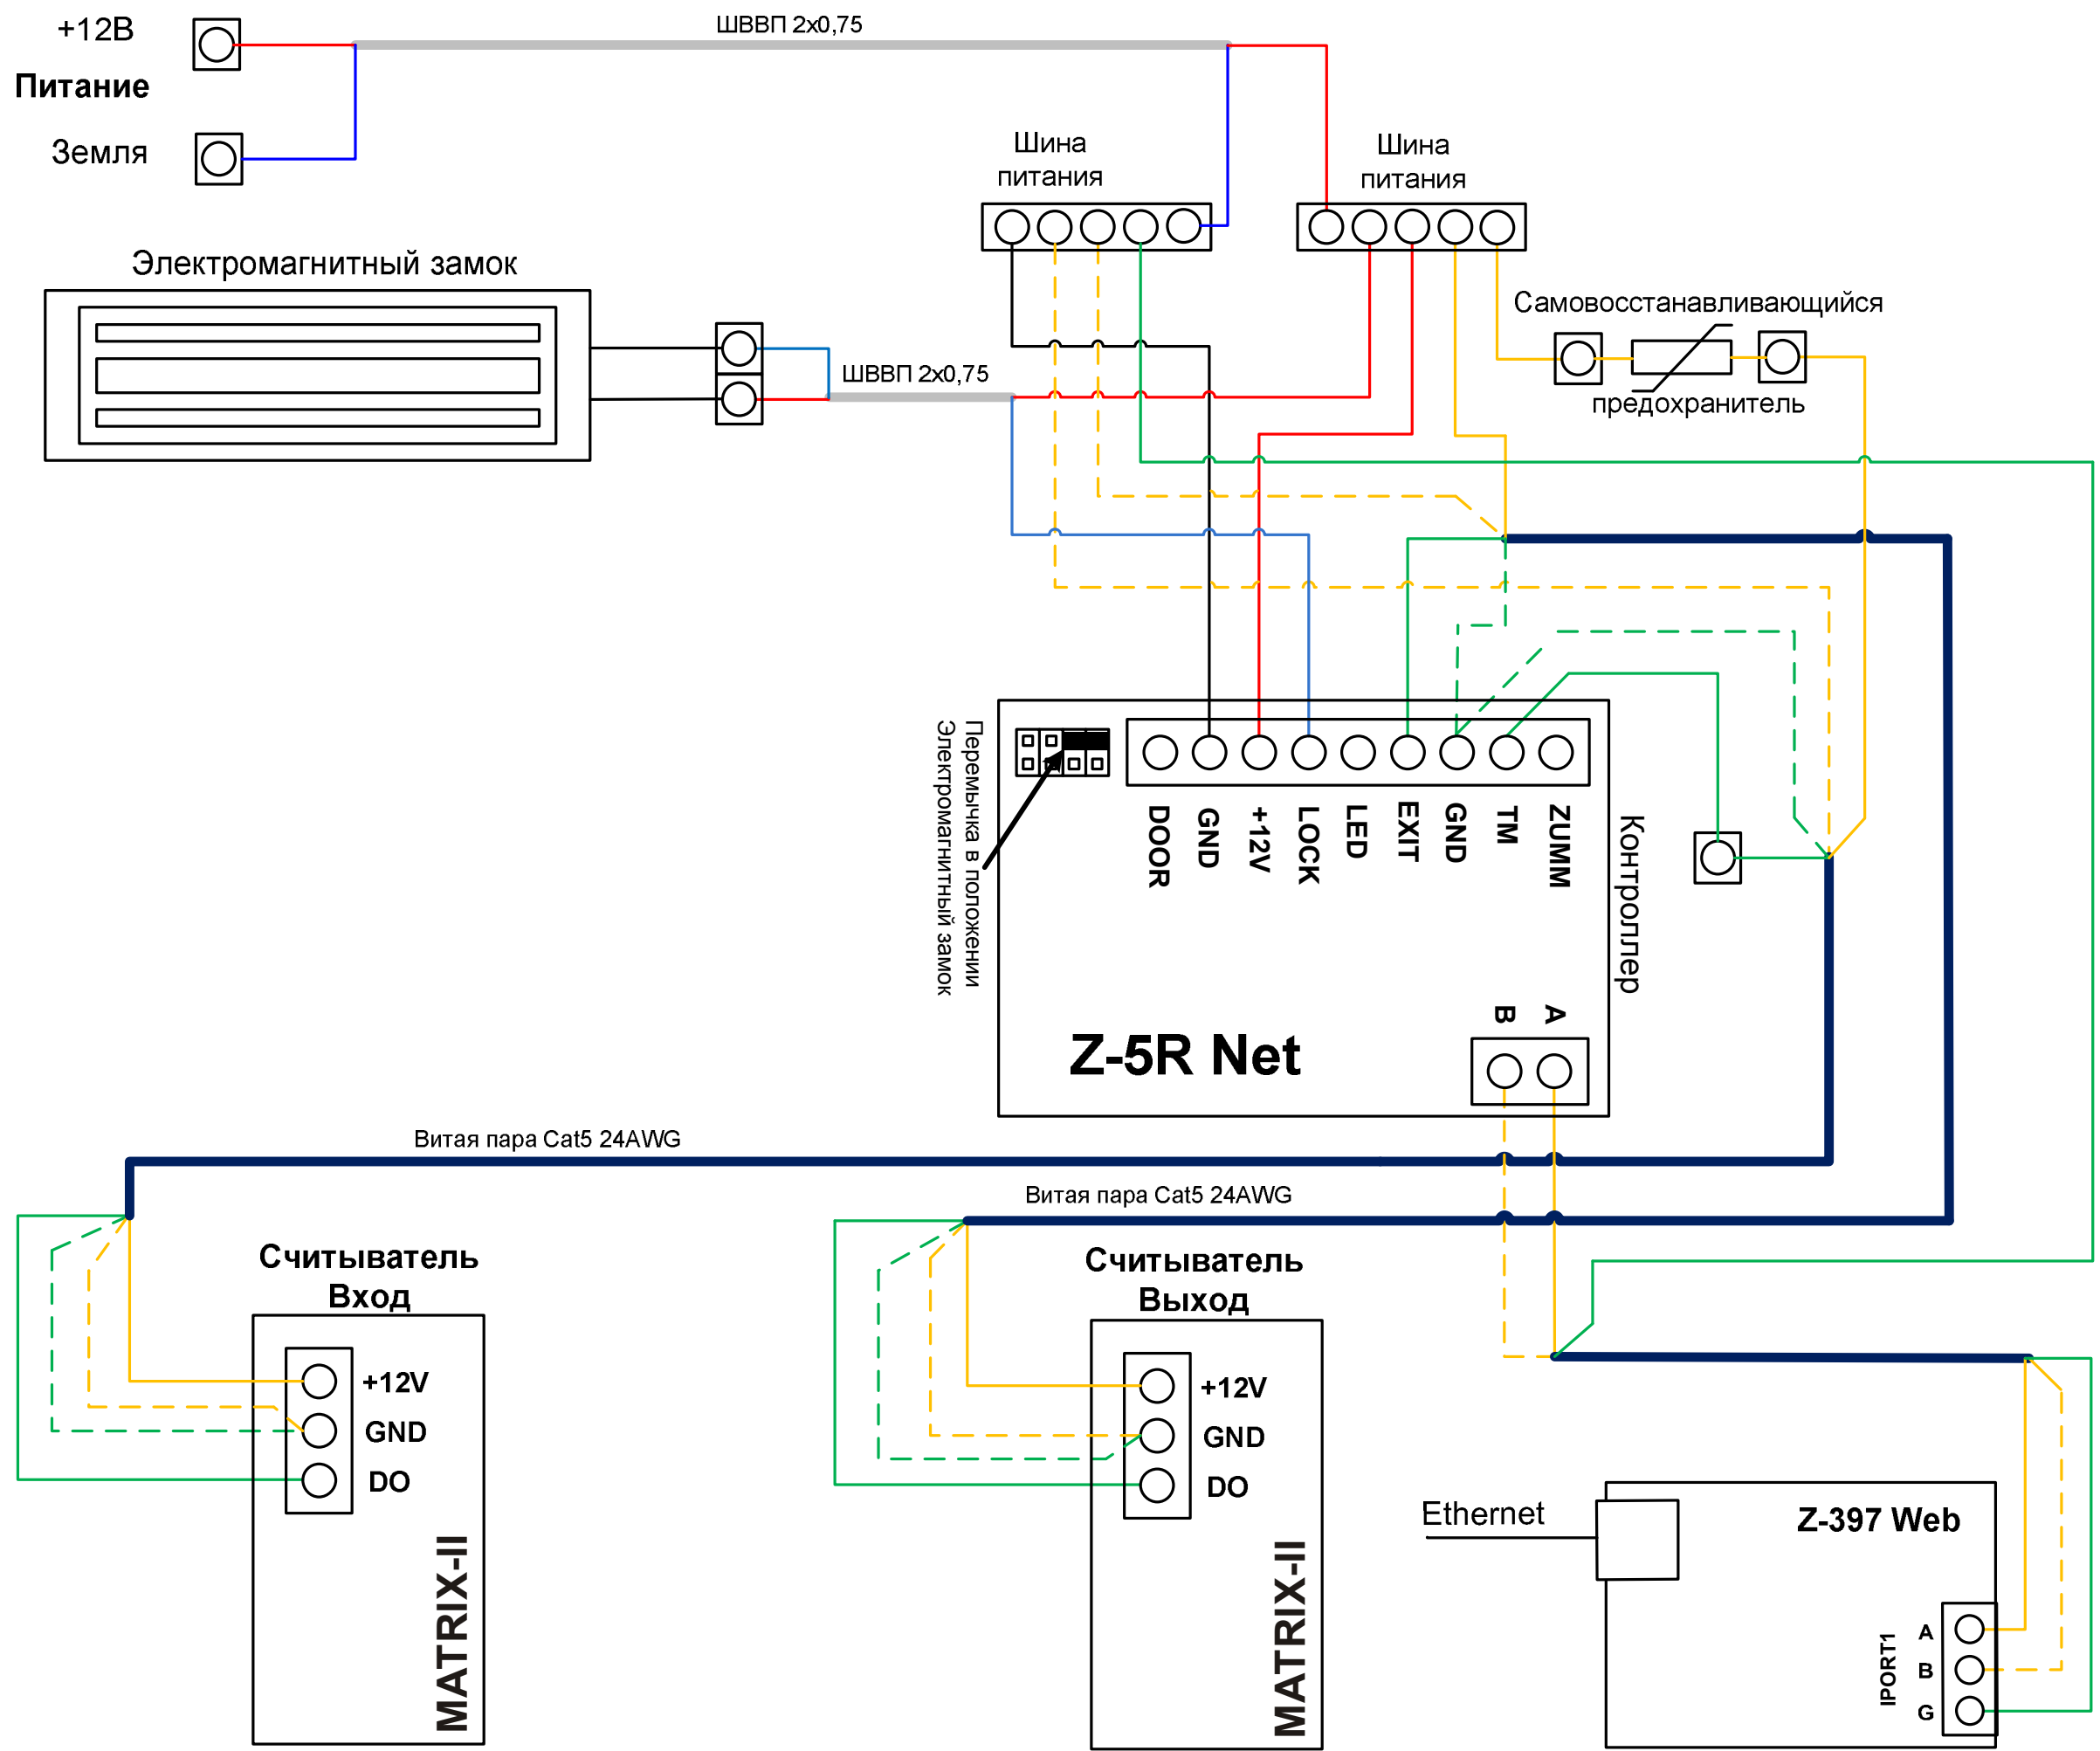 +12В
Питание
Земля
ШВВП 2х0,75
Шина
питания
Шина
питания
Электромагнитный замок
ШВВП 2х0,75
Самовосстанавливающийся
предохранитель
Перемычка в положении
Электромагнитный замок
DOOR
GND
+12V
LOCK
LED
EXIT
GND
TM
ZUMM
Контроллер
B
A
Z-5R Net
Витая пара Cat5 24AWG
Витая пара Cat5 24AWG
Считыватель
Вход
+12V
GND
DO
MATRIX-II
Считыватель
Выход
+12V
GND
DO
MATRIX-II
Ethernet
Z-397 Web
IPORT1
A
B
G